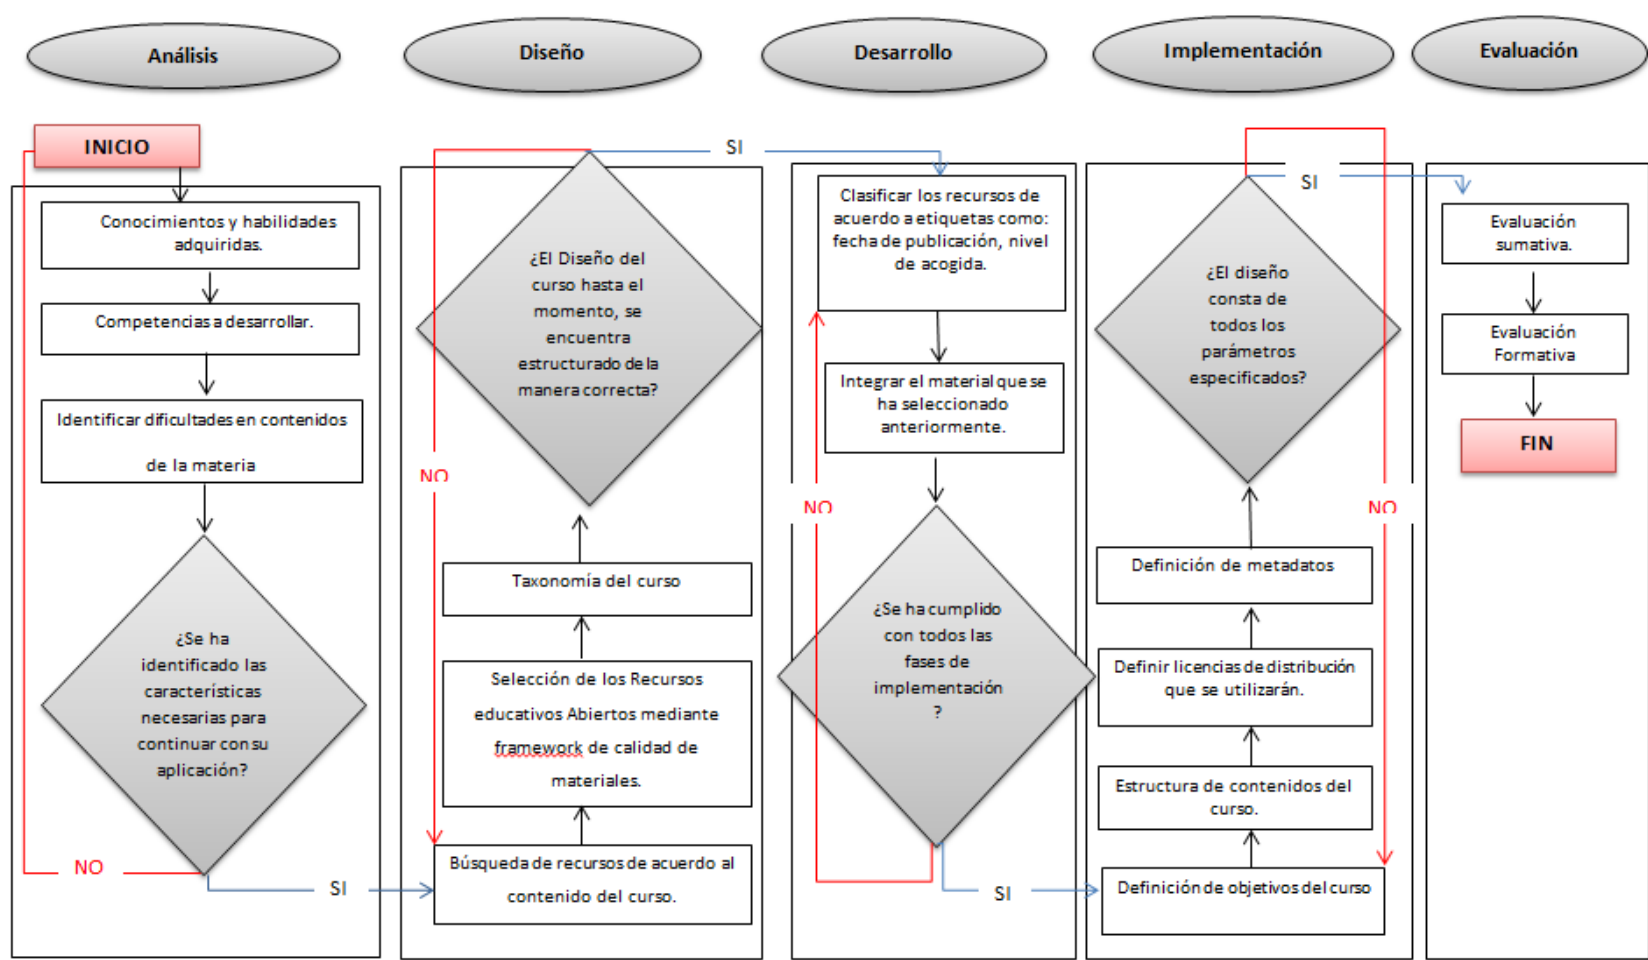 Análisis
Diseño
Desarrollo
Implementación
Evaluación
INICIO
Conocimientos y habilidades
adquiridas.
Competencias a desarrollar.
Identificar dificultades en contenidos
de la materia
¿Se ha
identificado las
características
necesarias para
continuar con su
aplicación?
NO
SI
¿El Diseño del
curso hasta el
momento, se
encuentra
estructurado de la
manera correcta?
NO
Taxonomía del curso
Selección de los Recursos
educativos Abiertos mediante
framework de calidad de
materiales.
Búsqueda de recursos de acuerdo al
contenido del curso.
SI
Clasificar los recursos de
acuerdo a etiquetas como:
fecha de publicación, nivel
de acogida.
Integrar el material que se
ha seleccionado
anteriormente.
NO
¿Se ha cumplido
con todos las
fases de
implementación
?
SI
¿El diseño
consta de
todos los
parámetros
especificados?
NO
Definición de metadatos
Definir licencias de distribución
que se utilizarán.
Estructura de contenidos del
curso.
Definición de objetivos del curso
SI
Evaluación
sumativa.
Evaluación
Formativa
FIN